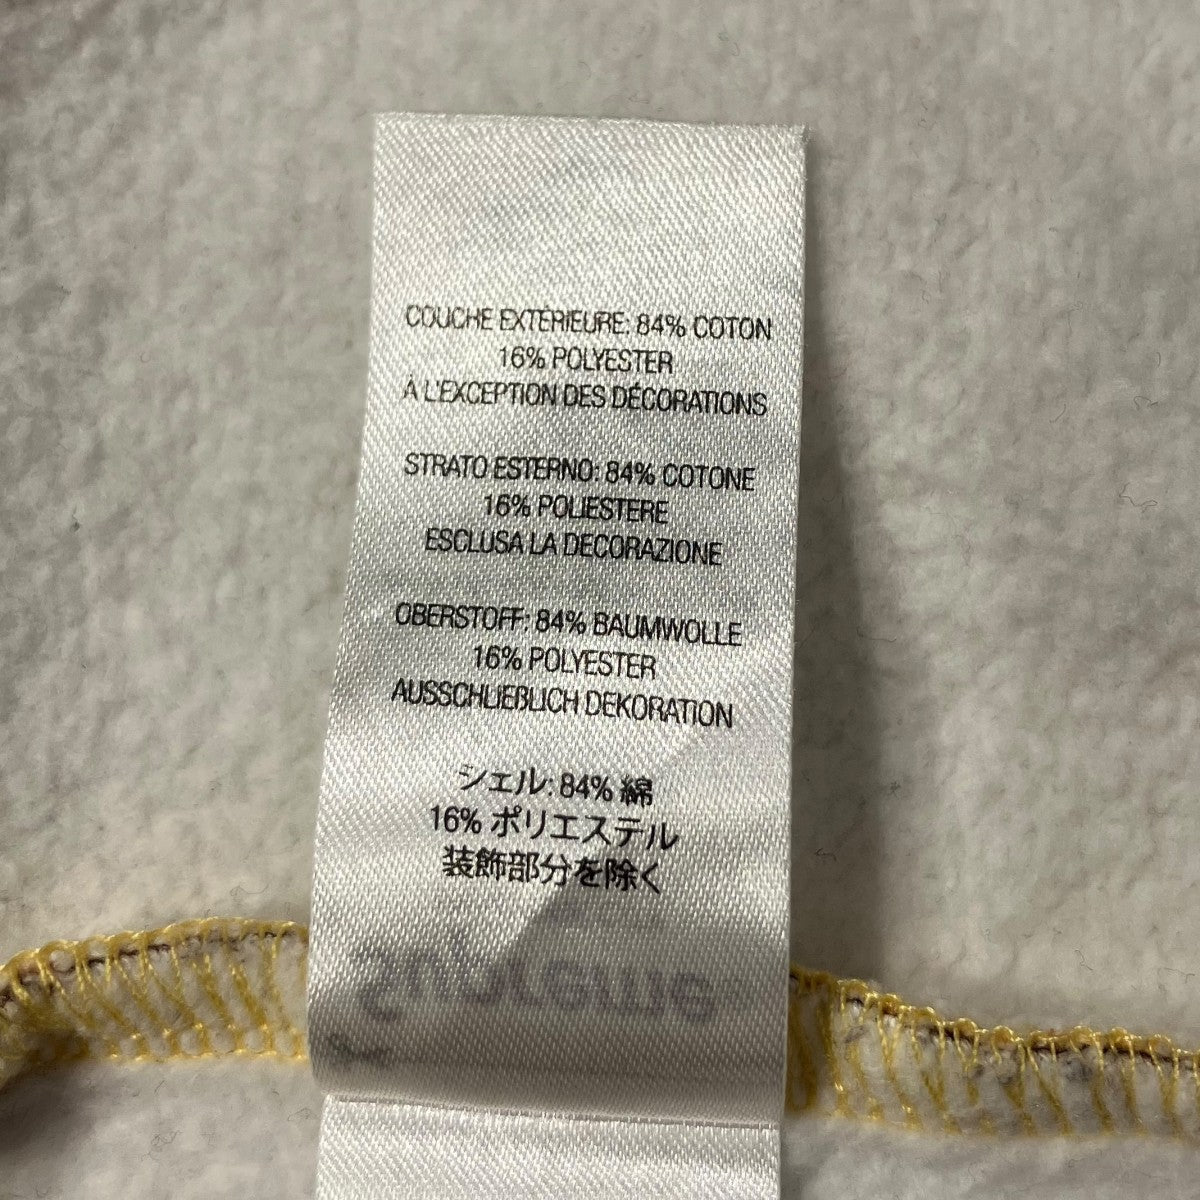 COUCHE EXTÉRIEURE: 84% COTON
16% POLYESTER
À L'EXCEPTION DES DÉCORATIONS
STRATO ESTERNO: 84% COTONE
16% POLIESTERE
ESCLUSA LA DECORAZIONE
OBERSTOFF: 84% BAUMWOLLE
16% POLYESTER
AUSSCHLIEßLICH DEKORATION
シェル: 84% 綿
16% ポリエステル
装飾部分を除く